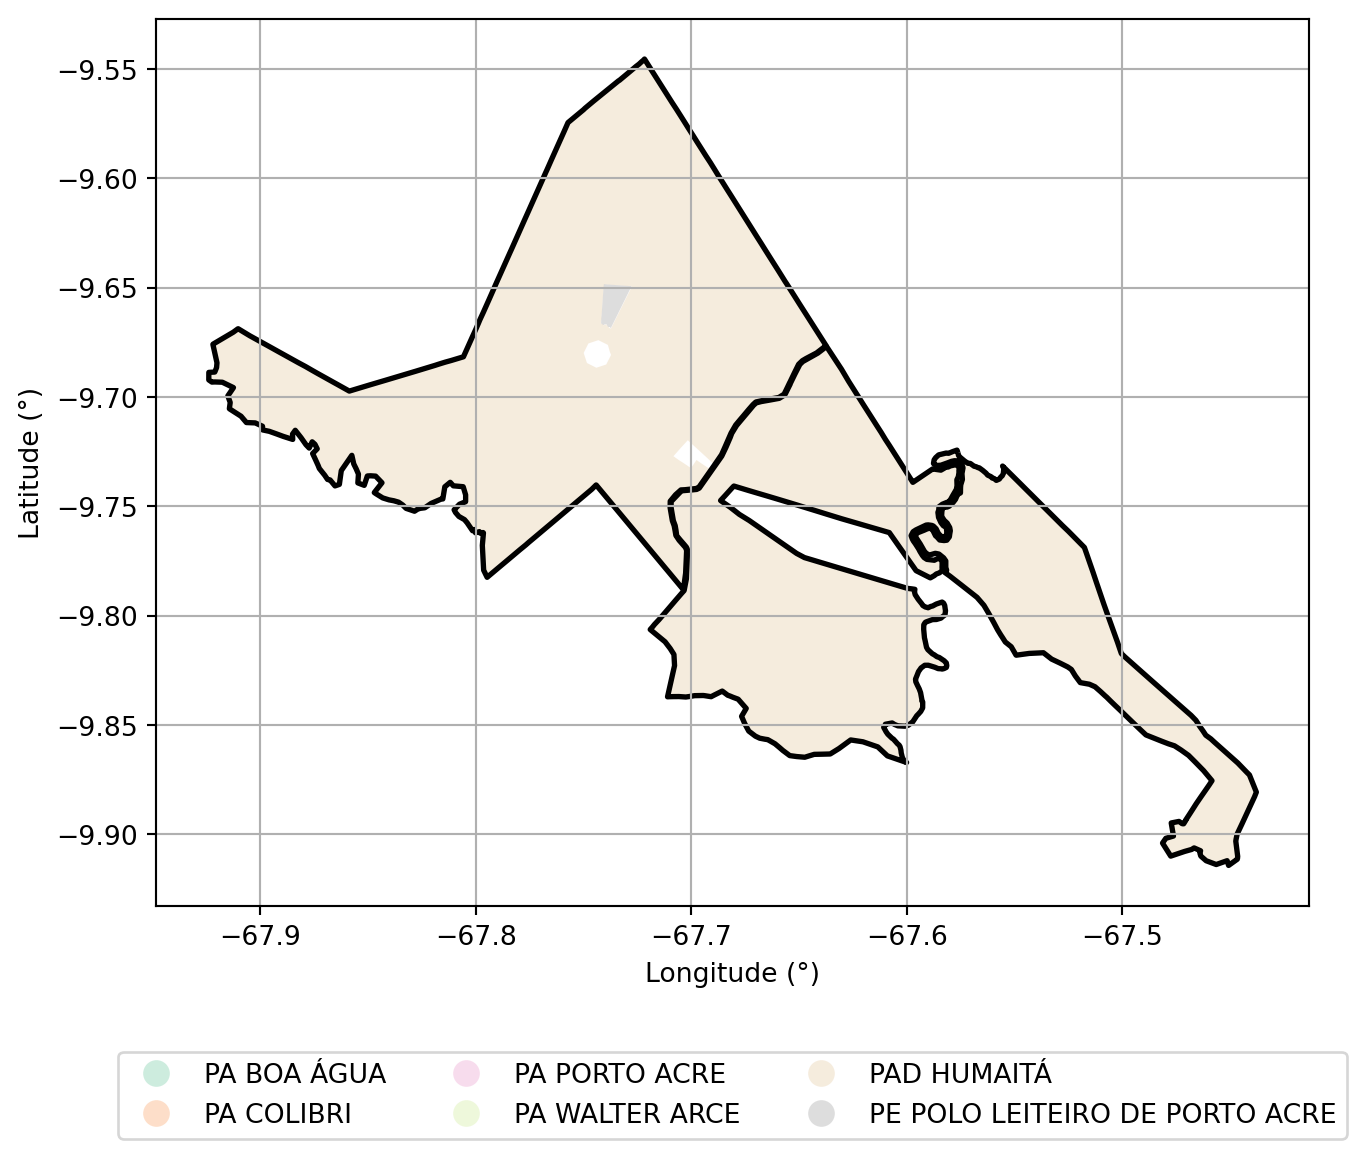 −9.55
−9.60
−9.65
−9.70
−9.75
−9.80
−9.85
−9.90
Latitude (°)
−67.9 −67.8 −67.7 −67.6 −67.5
Longitude (°)
PA BOA ÁGUA PA PORTO ACRE PAD HUMAITÁ
PA COLIBRI PA WALTER ARCE PE POLO LEITEIRO DE PORTO ACRE